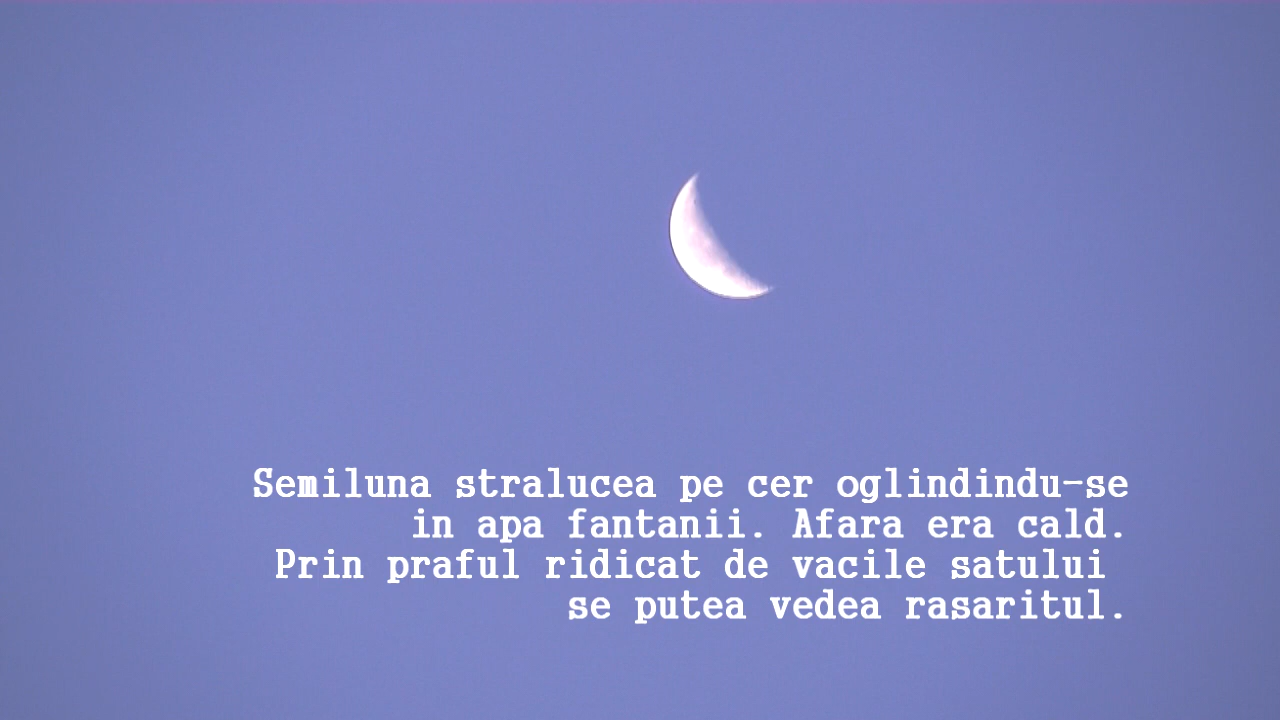 Semiluna stralucea pe cer oglindindu-se
in apa fantanii. Afara era cald.
Prin praful ridicat de vacile satului
se putea vedea rasaritul.